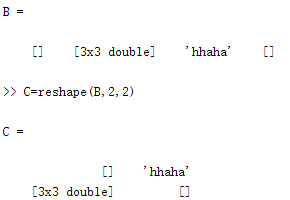 B =
[] [3x3 double] 'hhaha' []
>> C=reshape(B,2,2)
C =
[] 'hhaha'
[3x3 double] []